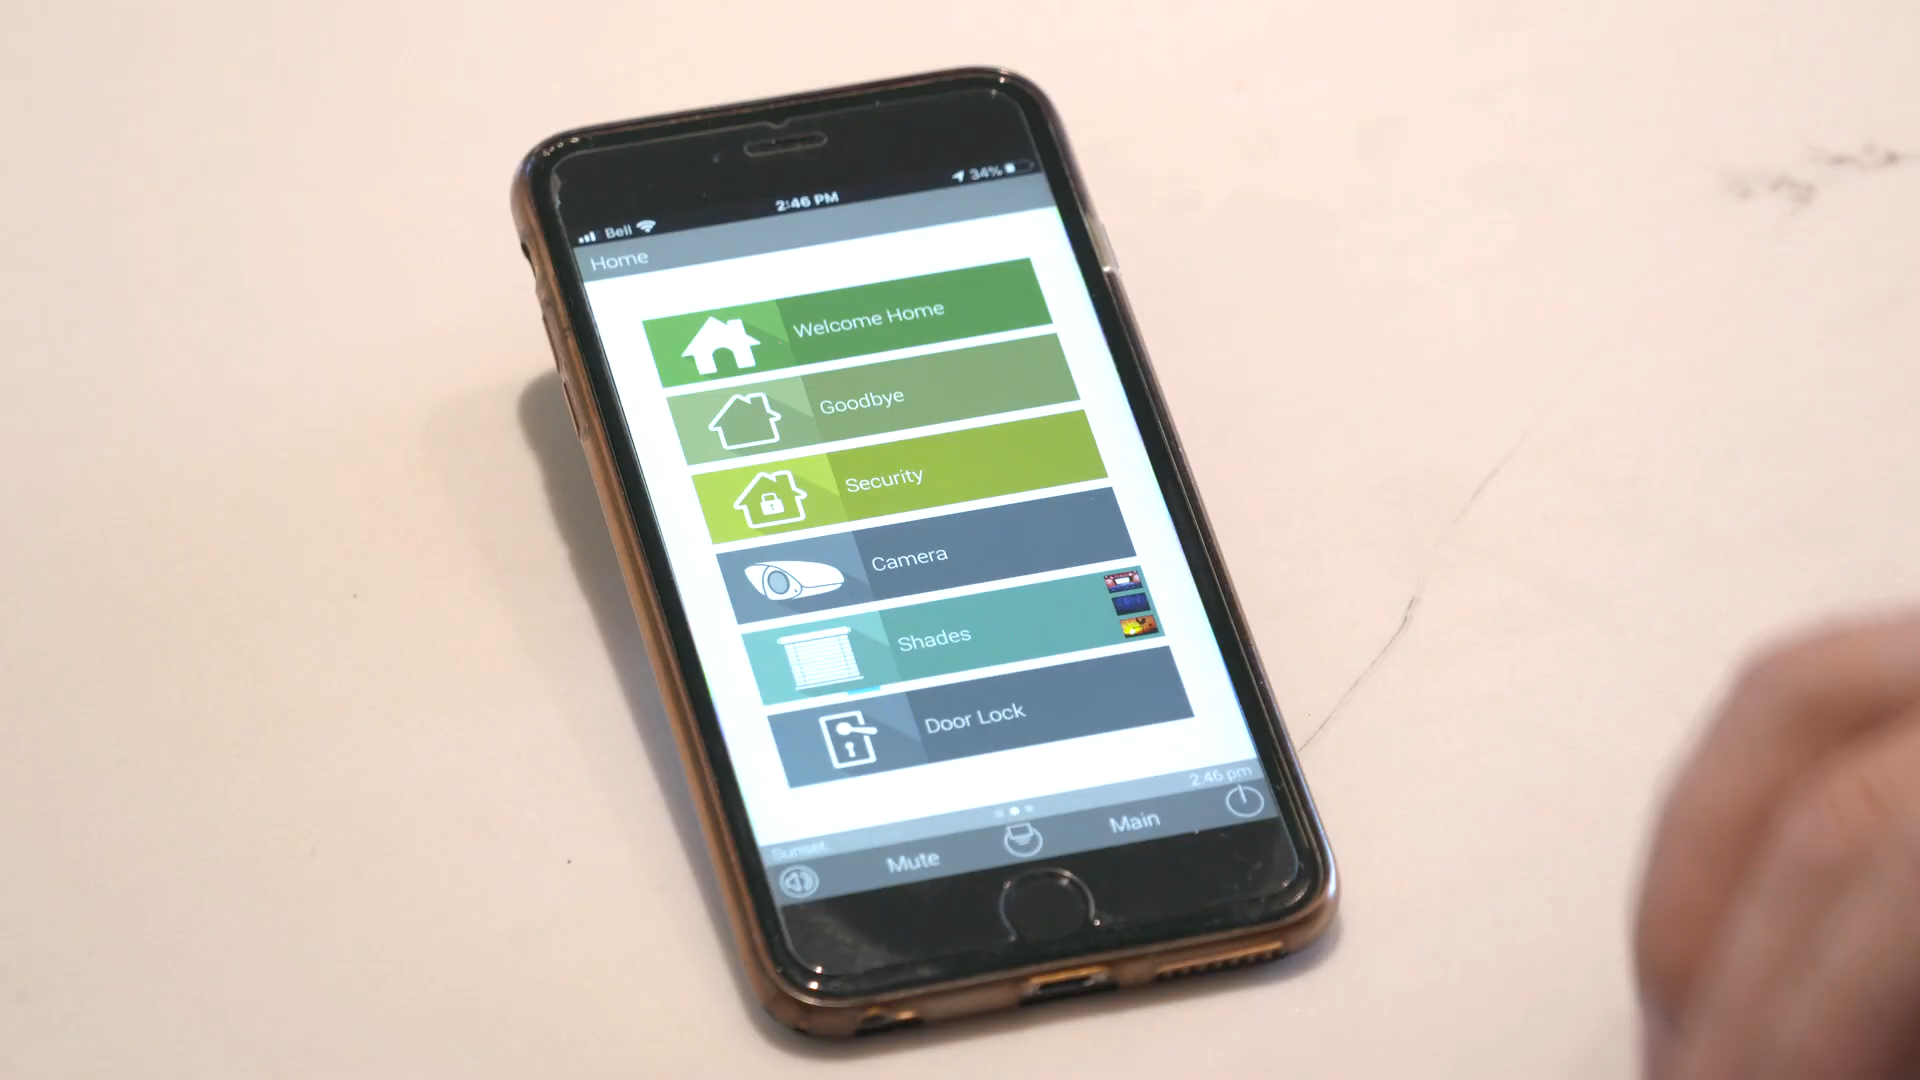 Bell
2:46 PM
34%
Home
Welcome Home
Goodbye
Security
Camera
Shades
Door Lock
2:46 pm
Sunset
Mute
Main